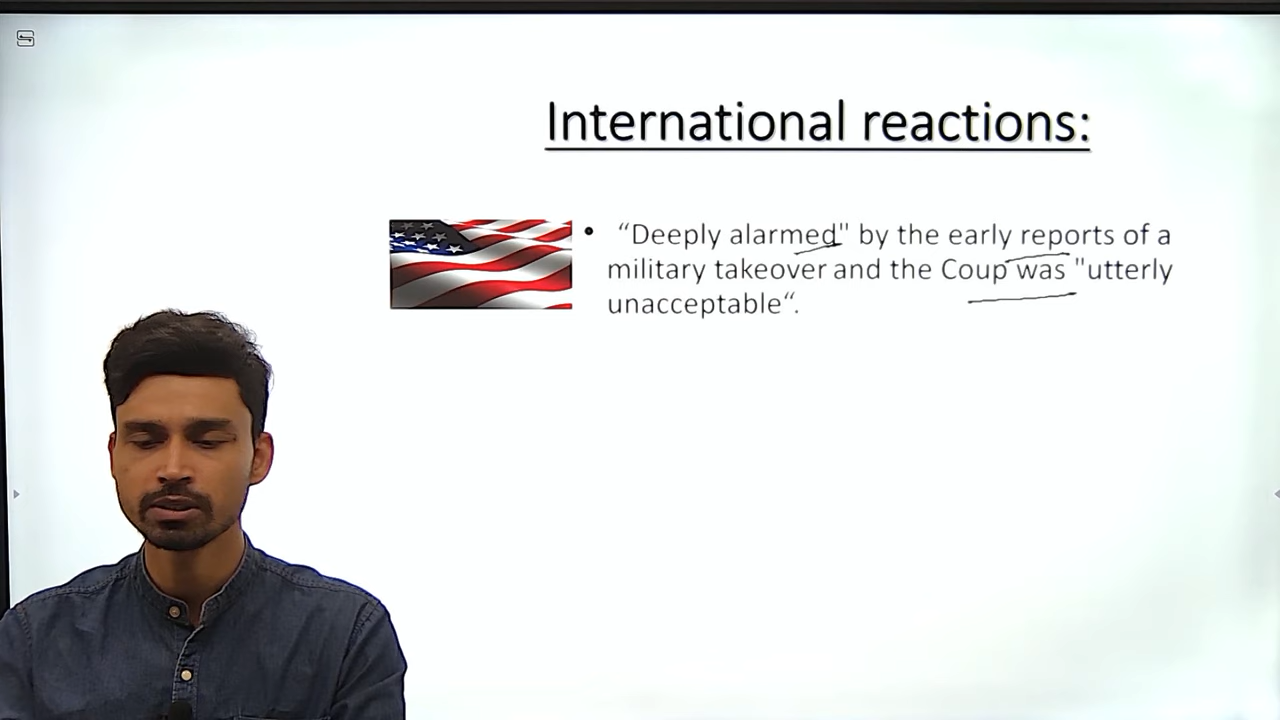 International reactions:
• “Deeply alarmed" by the early reports of a
military takeover and the Coup was "utterly
unacceptable“.